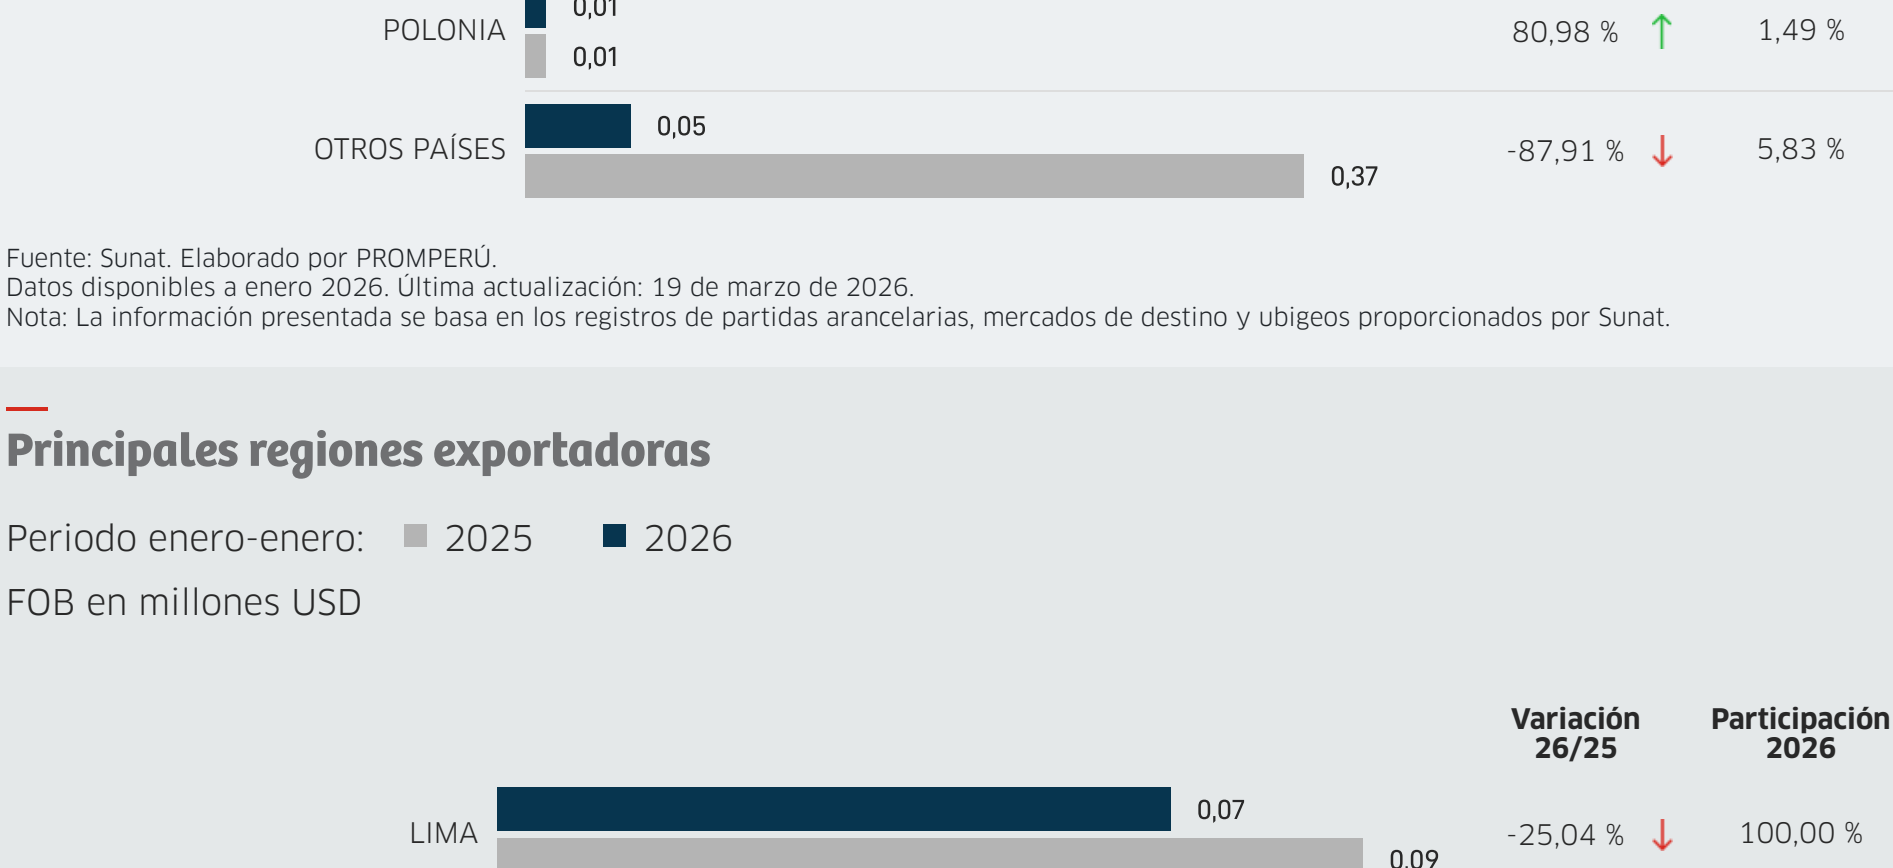 0,01
POLONIA
0,01
80,98 %
1,49 %
0,05
OTROS PAÍSES
-87,91 %
5,83 %
0,37
Fuente: Sunat. Elaborado por PROMPERÚ.
Datos disponibles a enero 2026. Última actualización: 19 de marzo de 2026.
Nota: La información presentada se basa en los registros de partidas arancelarias, mercados de destino y ubigeos proporcionados por Sunat.
Principales regiones exportadoras
Periodo enero-enero: 2025 2026
FOB en millones USD
Variación
26/25
Participación
2026
0,07
LIMA
-25,04 %
100,00 %
0,09